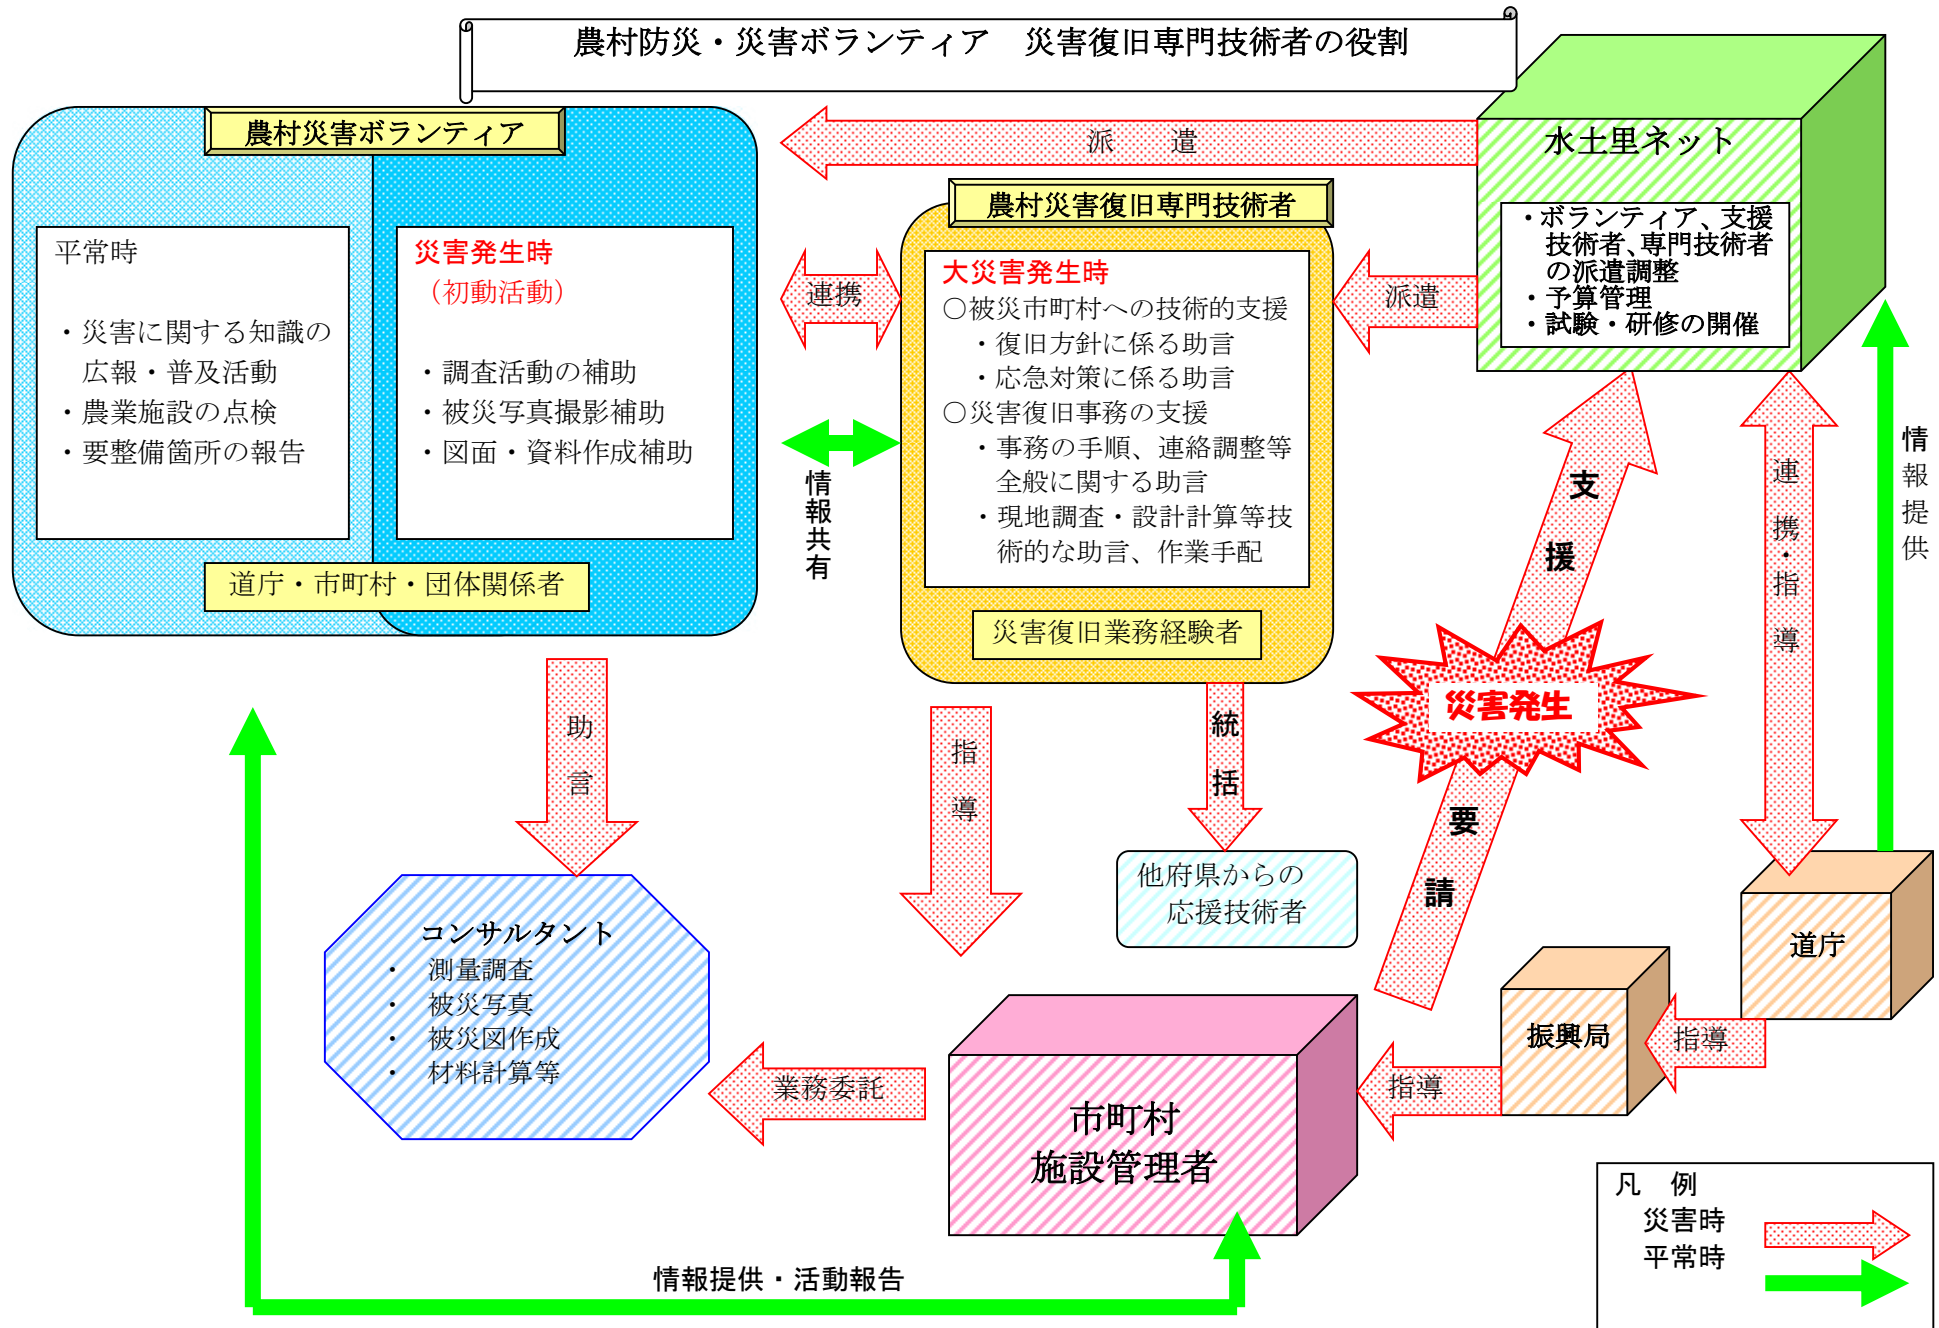 農村防災・災害ボランティア　災害復旧専門技術者の役割
農村災害ボランティア
平常時
・災害に関する知識の
広報・普及活動
・農業施設の点検
・要整備箇所の報告
災害発生時
（初動活動）
・調査活動の補助
・被災写真撮影補助
・図面・資料作成補助
道庁・市町村・団体関係者
派　遣
連携
情報共有
農村災害復旧専門技術者
大災害発生時
○被災市町村への技術的支援
・復旧方針に係る助言
・応急対策に係る助言
○災害復旧事務の支援
・事務の手順、連絡調整等
全般に関する助言
・現地調査・設計計算等技
術的な助言、作業手配
災害復旧業務経験者
派遣
水土里ネット
・ボランティア、支援
技術者、専門技術者
の派遣調整
・予算管理
・試験・研修の開催
支援
要請
災害発生
連携・指導
情報提供
助言
指導
統括
他府県からの
応援技術者
コンサルタント
・　測量調査
・　被災写真
・　被災図作成
・　材料計算等
業務委託
市町村
施設管理者
指導
振興局
指導
道庁
情報提供・活動報告
凡　例
災害時
平常時